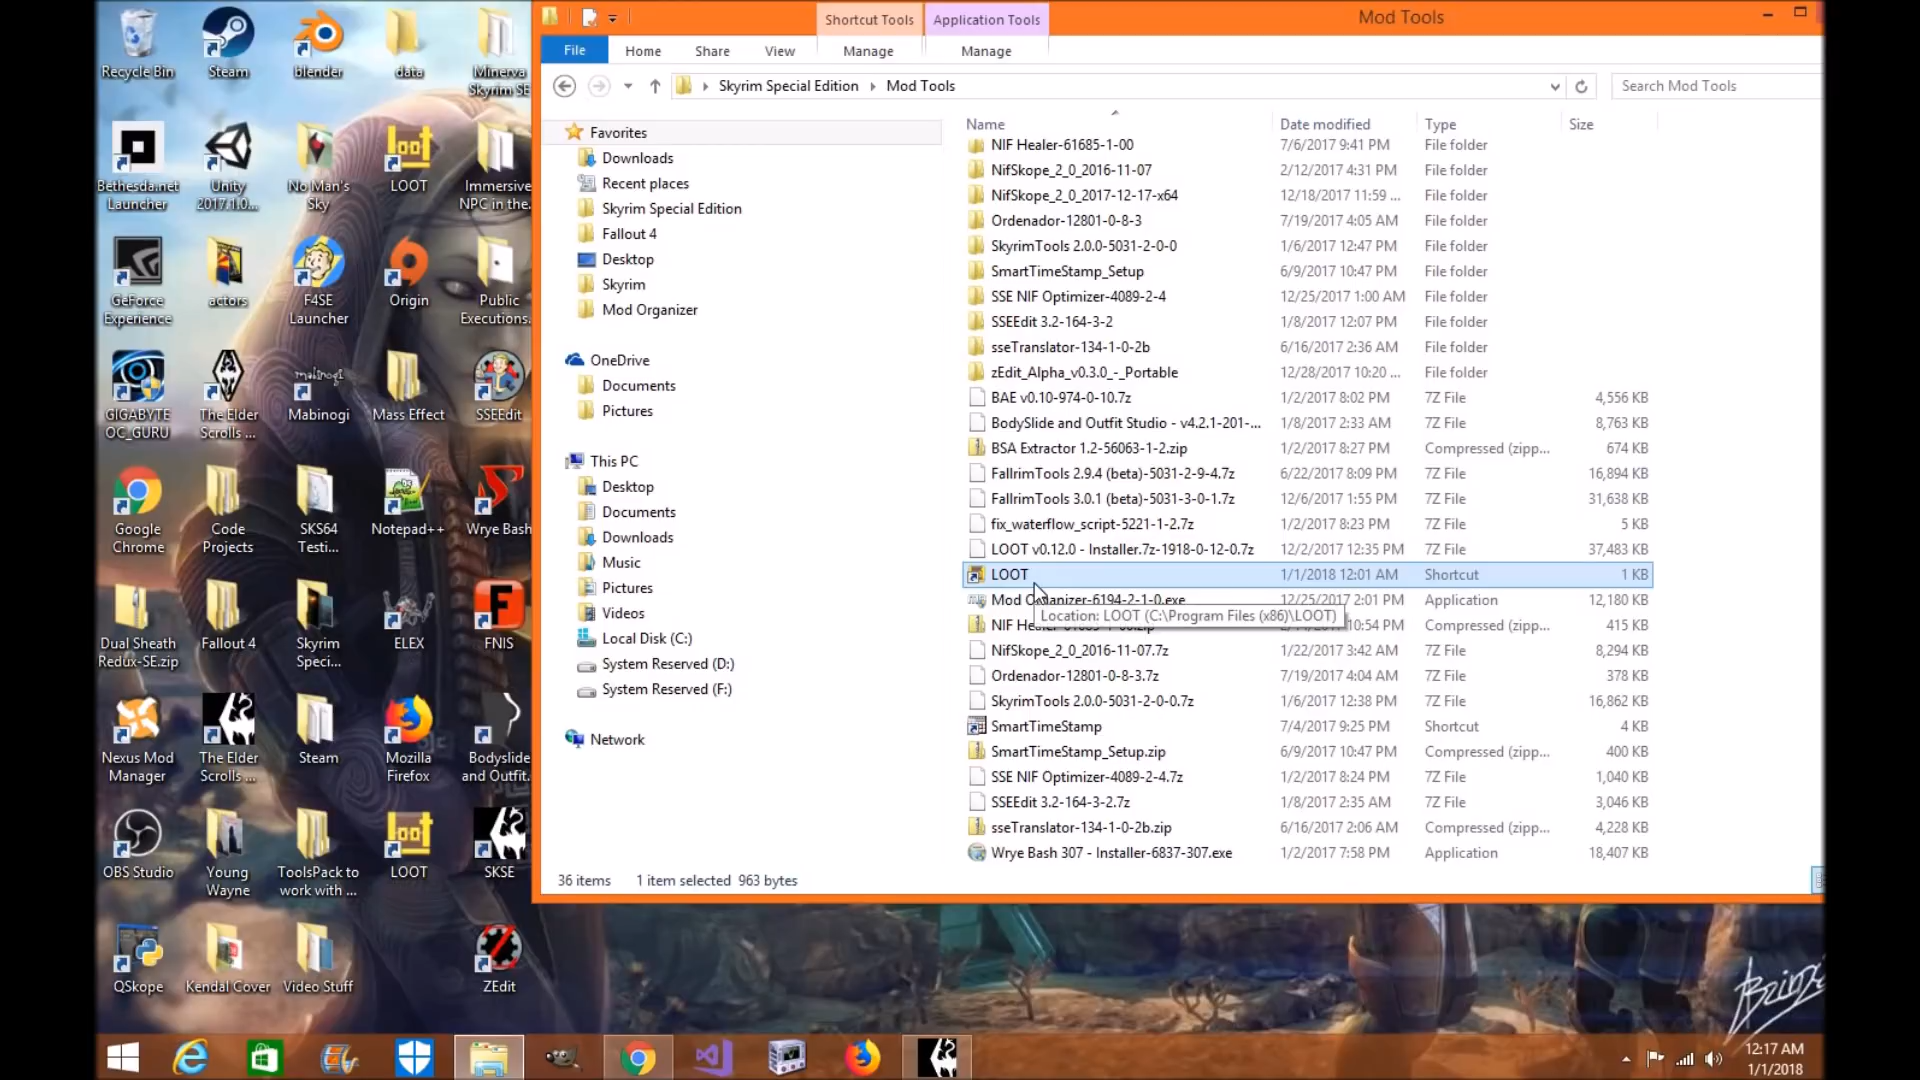 Recycle Bin
Steam
blender
data
Minerva
Skyrim SE
Bethesda.net
Launcher
Unity
2017.1.0...
No Man's
Sky
LOOT
Immersive
NPC in the...
GeForce
Experience
actors
F4SE
Launcher
Origin
Public
Executions...
GIGABYTE
OC_GURU
The Elder
Scrolls ...
mabinogi
Mabinogi
Mass Effect
SSEEdit
Google
Chrome
Code
Projects
SKS64
Testi...
Notepad++
Wrye Bash
Dual Sheath
Redux-SE.zip
Fallout 4
Skyrim
Speci...
ELEX
FNIS
Nexus Mod
Manager
The Elder
Scrolls ...
Steam
Mozilla
Firefox
Bodyslide
and Outfit...
OBS Studio
Young
Wayne
ToolsPack to
work with ...
LOOT
SKSE
QSkope
Kendal Cover
Video Stuff
ZEdit
Shortcut Tools
Application Tools
Mod Tools
File
Home
Share
View
Manage
Manage
Skyrim Special Edition
Mod Tools
Search Mod Tools
Favorites
Downloads
Recent places
Skyrim Special Edition
Fallout 4
Desktop
Skyrim
Mod Organizer
OneDrive
Documents
Pictures
This PC
Desktop
Documents
Downloads
Music
Pictures
Videos
Local Disk (C:)
System Reserved (D:)
System Reserved (F:)
Network
Name Date modified Type Size
NIF Healer-61685-1-00 7/6/2017 9:41 PM File folder
NifSkope_2_0_2016-11-07 2/12/2017 4:31 PM File folder
NifSkope_2_0_2017-12-17-x64 12/18/2017 11:59 ... File folder
Ordenador-12801-0-8-3 7/19/2017 4:05 AM File folder
SkyrimTools 2.0.0-5031-2-0-0 1/6/2017 12:47 PM File folder
SmartTimeStamp_Setup 6/9/2017 10:47 PM File folder
SSE NIF Optimizer-4089-2-4 12/25/2017 1:00 AM File folder
SSEEdit 3.2-164-3-2 1/8/2017 12:07 PM File folder
sseTranslator-134-1-0-2b 6/16/2017 2:36 AM File folder
zEdit_Alpha_v0.3.0_-_Portable 12/28/2017 10:20 ... File folder
BAE v0.10-974-0-10.7z 1/2/2017 8:02 PM 7Z File 4,556 KB
BodySlide and Outfit Studio - v4.2.1-201-... 1/8/2017 2:33 AM 7Z File 8,763 KB
BSA Extractor 1.2-56063-1-2.zip 1/2/2017 8:27 PM Compressed (zipp... 674 KB
FallrimTools 2.9.4 (beta)-5031-2-9-4.7z 6/22/2017 8:09 PM 7Z File 16,894 KB
FallrimTools 3.0.1 (beta)-5031-3-0-1.7z 12/6/2017 1:55 PM 7Z File 31,638 KB
fix_waterflow_script-5221-1-2.7z 1/2/2017 8:23 PM 7Z File 5 KB
LOOT v0.12.0 - Installer.7z-1918-0-12-0.7z 12/2/2017 12:35 PM 7Z File 37,483 KB
LOOT 1/1/2018 12:01 AM Shortcut 1 KB
Mod Organizer-6194-2-1-0.exe 12/25/2017 2:01 PM Application 12,180 KB
Location: LOOT (C:\Program Files (x86)\LOOT)
NIF 10:54 PM Compressed (zipp... 415 KB
NifSkope_2_0_2016-11-07.7z 1/22/2017 3:42 AM 7Z File 8,294 KB
Ordenador-12801-0-8-3.7z 7/19/2017 4:04 AM 7Z File 378 KB
SkyrimTools 2.0.0-5031-2-0-0.7z 1/6/2017 12:38 PM 7Z File 16,862 KB
SmartTimeStamp 7/4/2017 9:25 PM Shortcut 4 KB
SmartTimeStamp_Setup.zip 6/9/2017 10:47 PM Compressed (zipp... 400 KB
SSE NIF Optimizer-4089-2-4.7z 1/2/2017 8:24 PM 7Z File 1,040 KB
SSEEdit 3.2-164-3-2.7z 1/8/2017 2:35 AM 7Z File 3,046 KB
sseTranslator-134-1-0-2b.zip 6/16/2017 2:06 AM Compressed (zipp... 4,228 KB
Wrye Bash 307 - Installer-6837-307.exe 1/2/2017 7:58 PM Application 18,407 KB
36 items 1 item selected 963 bytes
12:17 AM
1/1/2018